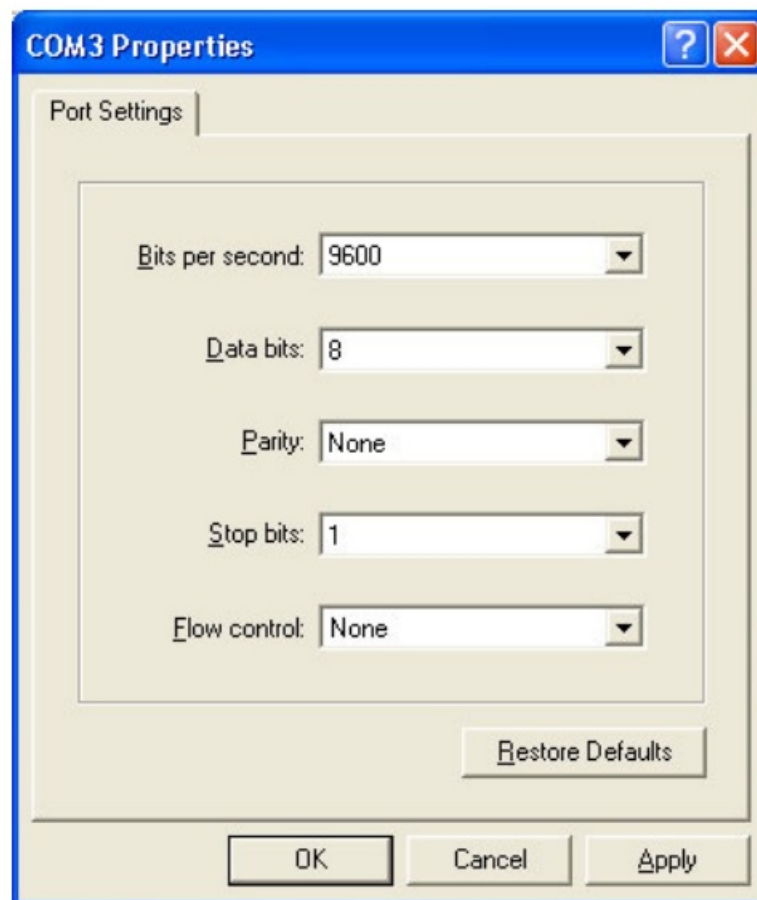 COM3 Properties
Port Settings
Bits per second: 9600
Data bits: 8
Parity: None
Stop bits: 1
Flow control: None
Restore Defaults
OK Cancel Apply